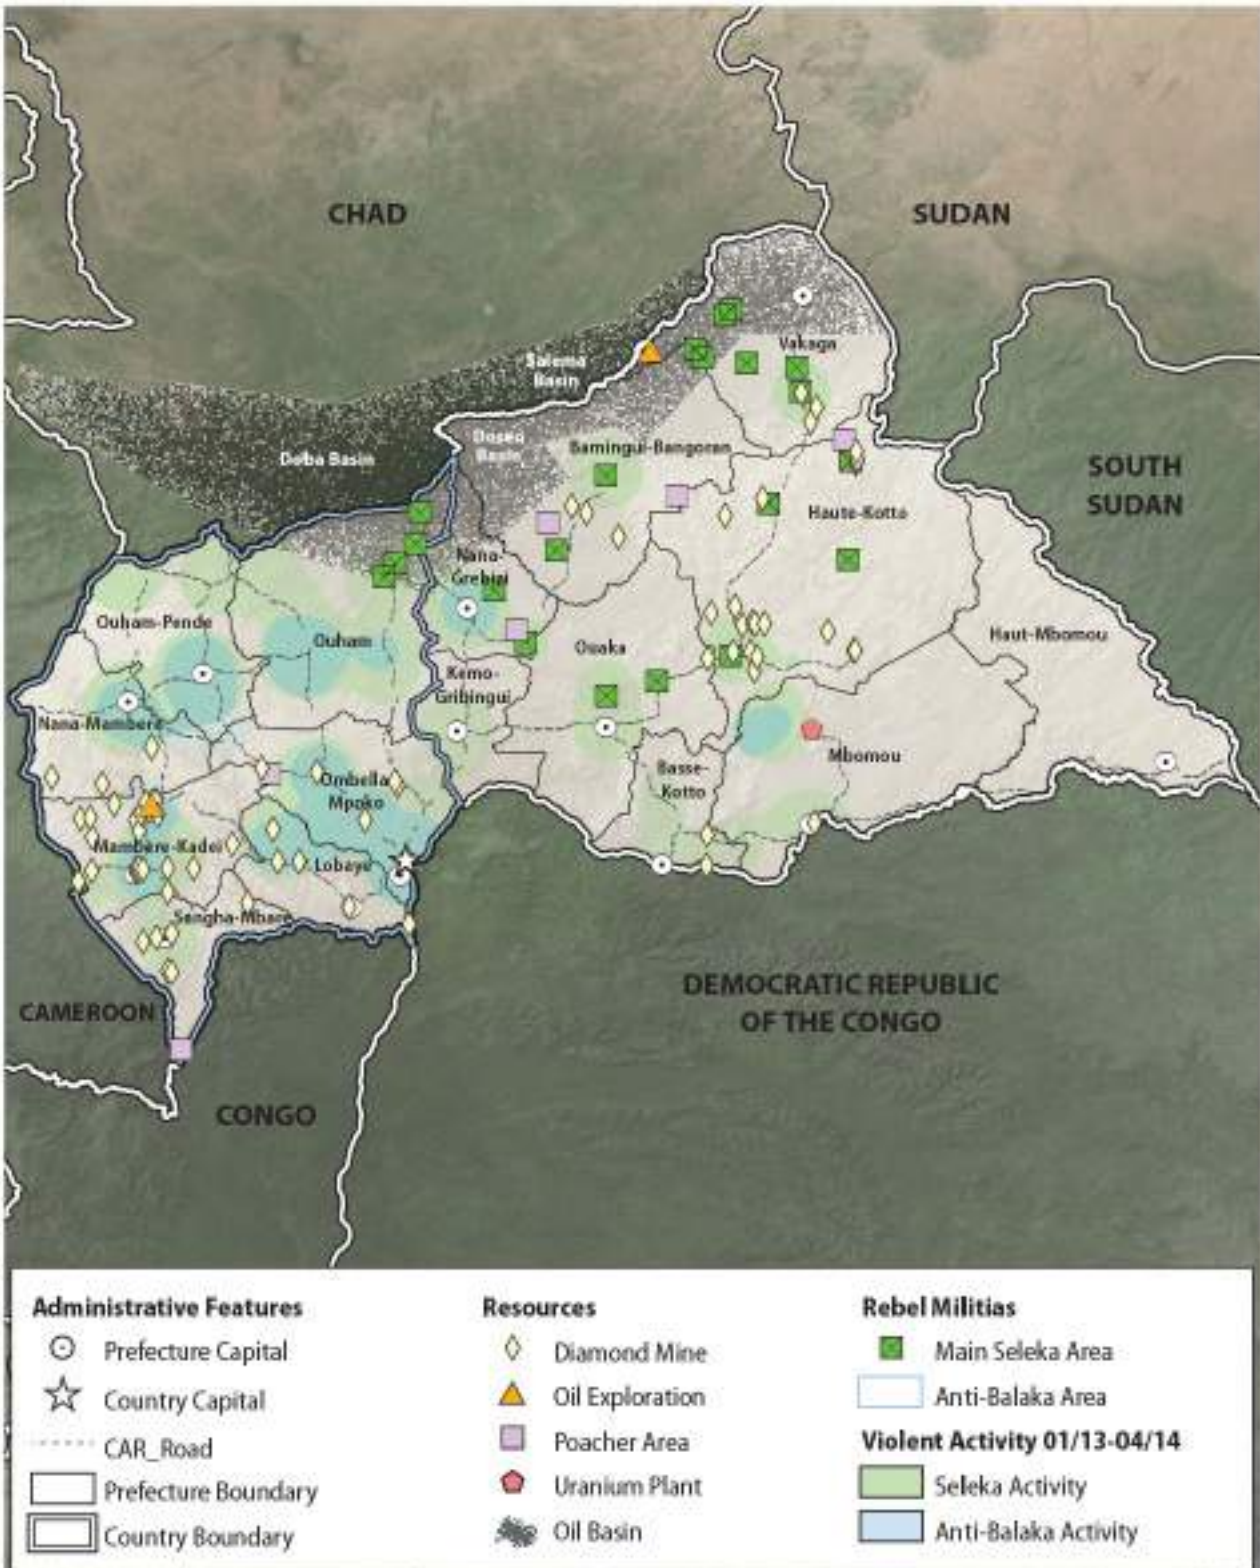 CHAD
SUDAN
Vakaga
Salama
Basin
Doseo
Basin
Bamingui-Bangoran
Doba Basin
SOUTH
SUDAN
Haute-Kotto
Nana-
Grebizi
Ouham-Pende
Ouham
Ouaka
Haut-Mbomou
Kemo-
Gribingui
Nana-Mambere
Mbomou
Basse-
Kotto
Ombella
Mpoko
Mambere-Kadei
Lobaye
Sangha-Mbare
DEMOCRATIC REPUBLIC
OF THE CONGO
CAMEROON
CONGO
Administrative Features
Prefecture Capital
Country Capital
CAR_Road
Prefecture Boundary
Country Boundary
Resources
Diamond Mine
Oil Exploration
Poacher Area
Uranium Plant
Oil Basin
Rebel Militias
Main Seleka Area
Anti-Balaka Area
Violent Activity 01/13-04/14
Seleka Activity
Anti-Balaka Activity